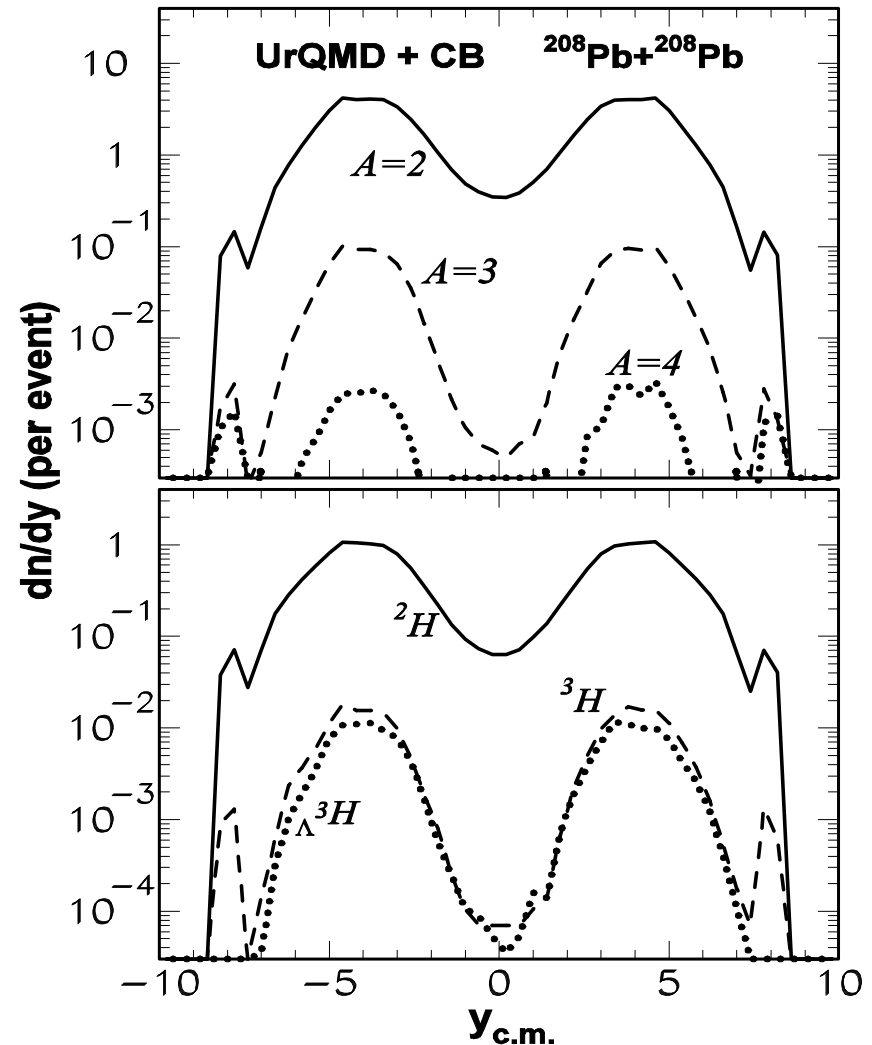 UrQMD + CB ²⁰⁸Pb+²⁰⁸Pb
10
1
10⁻¹
10⁻²
10⁻³
A=2
A=3
A=4
dn/dy (per event)
1
10⁻¹
10⁻²
10⁻³
10⁻⁴
²H
³H
Λ³H
-10 -5 0 5 10
y c.m.